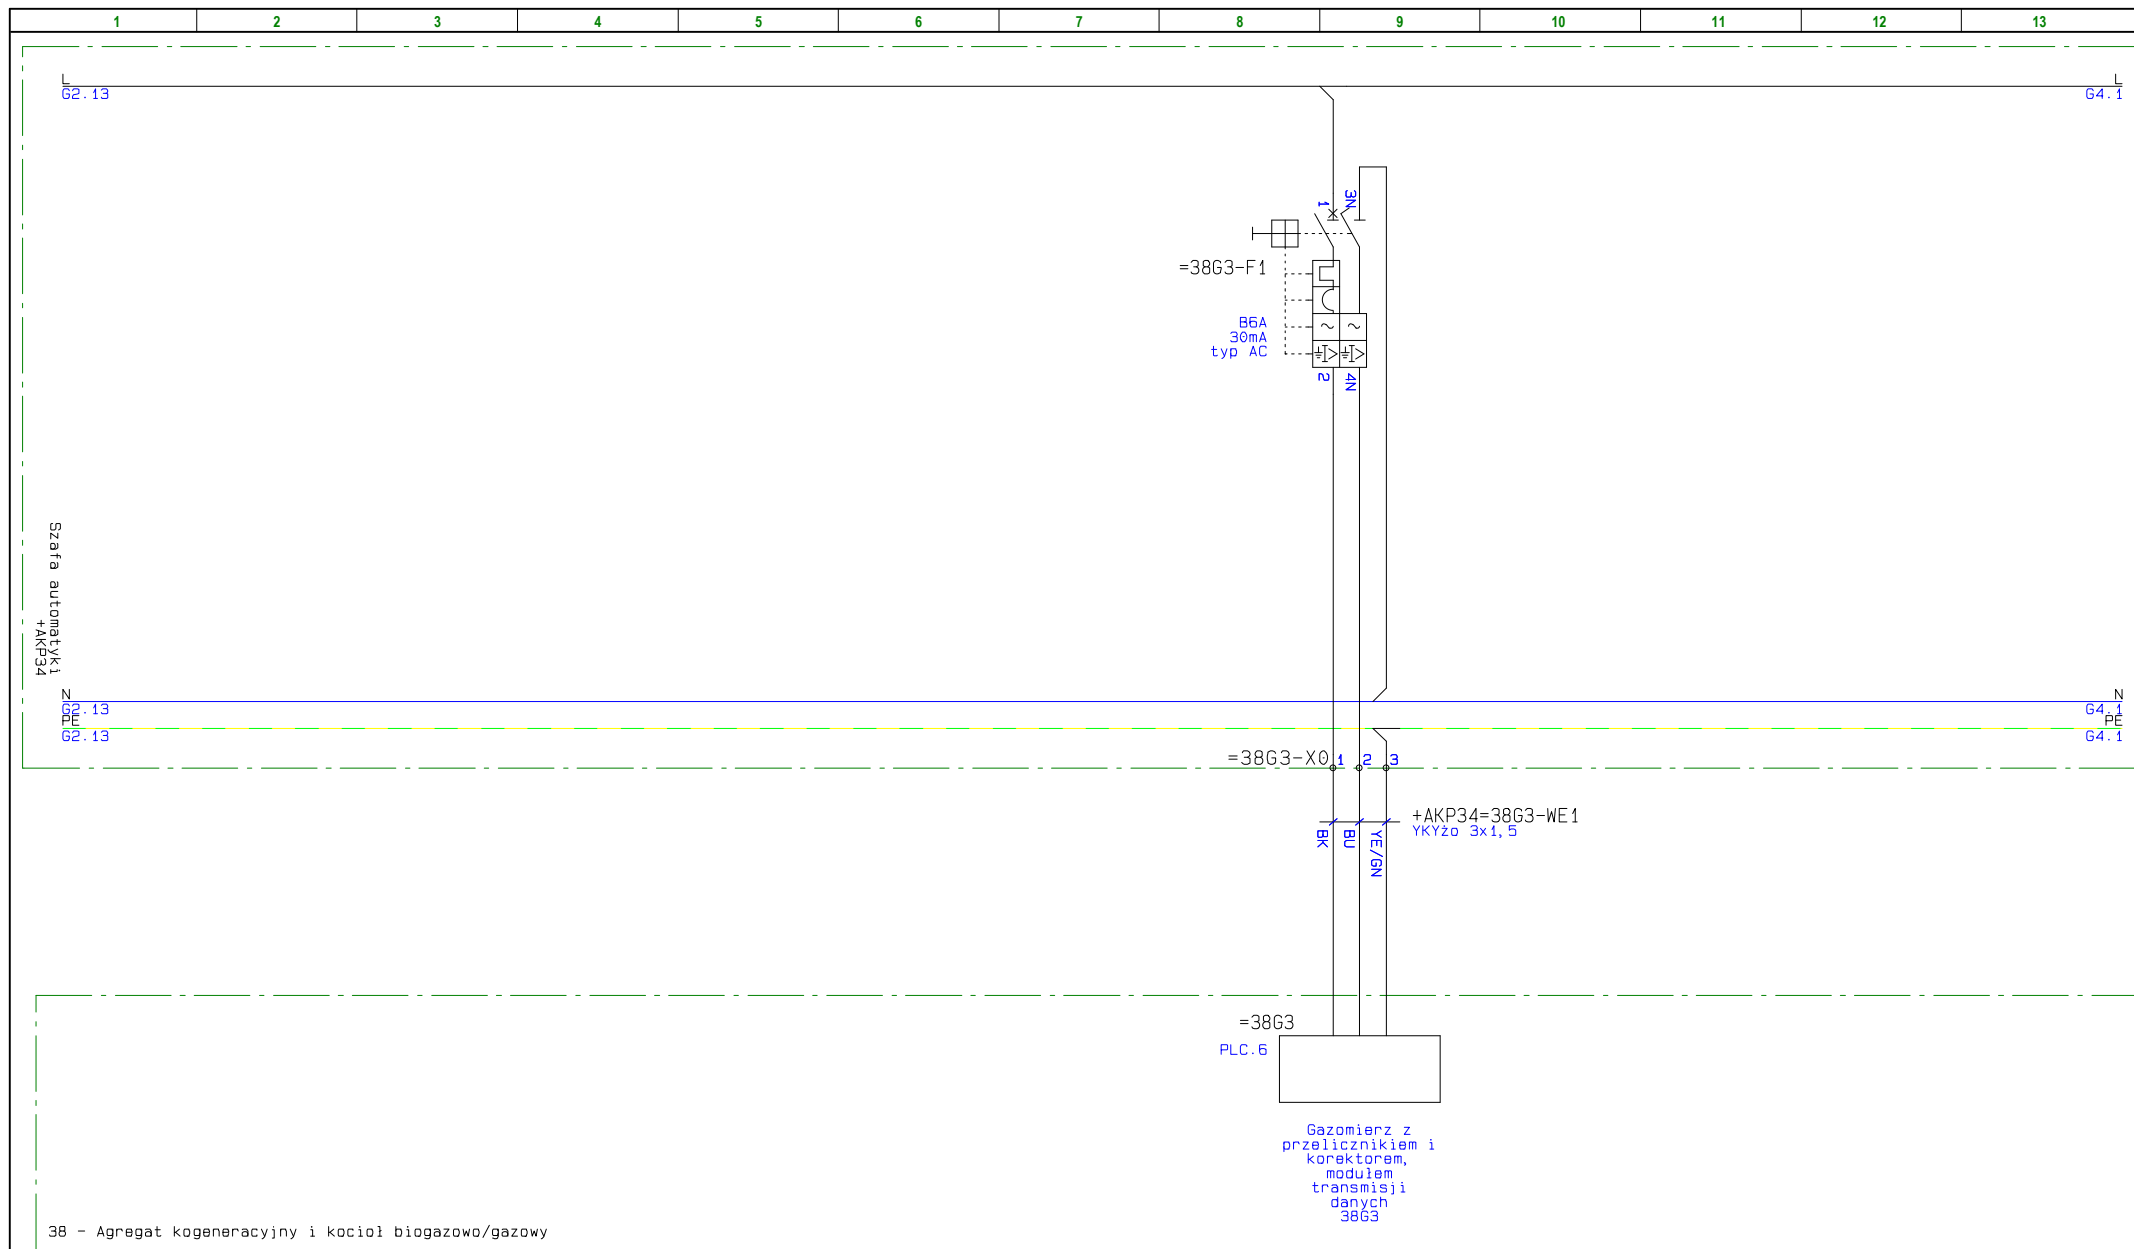 1 2 3 4 5 6 7 8 9 10 11 12 13
L L
G2.13 G4.1
1 3N
=38G3-F1
B6A
30mA
typ AC
2 4N
Szafa automatyki
+AKP34
N N
G2.13 G4.1
PE PE
G2.13 G4.1
=38G3-X0 1 2 3
+AKP34=38G3-WE1
YKYżo 3x1,5
BK BU YE/GN
=38G3
PLC.6
Gazomierz z
przelicznikiem i
korektorem,
modułem
transmisji
danych
38G3
38 - Agregat kogeneracyjny i kocioł biogazowo/gazowy